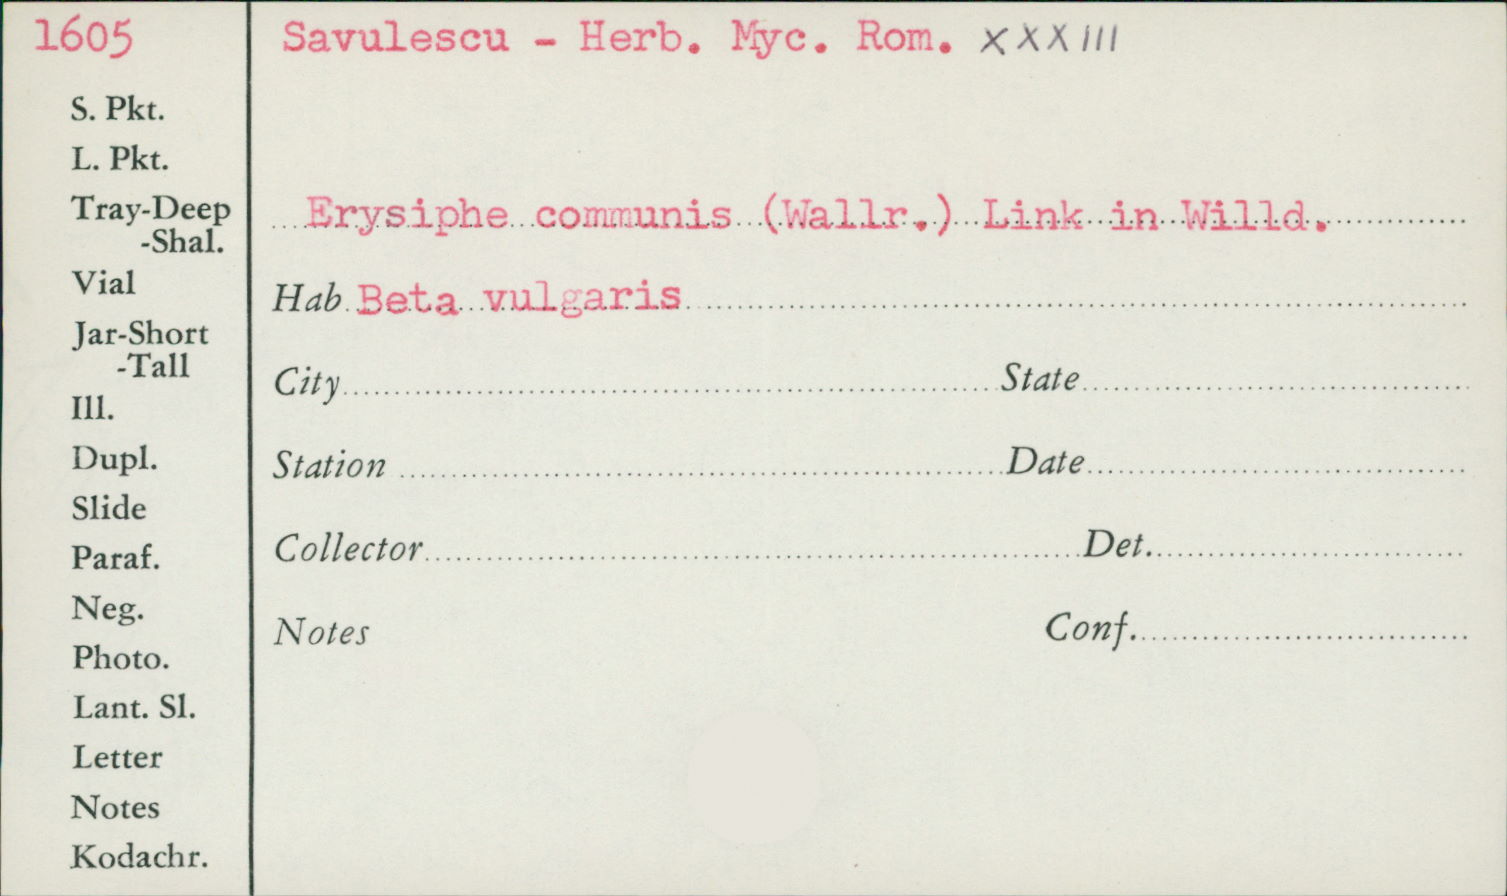 1605
Savulescu - Herb. Myc. Rom. XXXIII
S. Pkt.
L. Pkt.
Tray-Deep
-Shal.
Vial
Jar-Short
-Tall
Ill.
Dupl.
Slide
Paraf.
Neg.
Photo.
Lant. Sl.
Letter
Notes
Kodachr.
Erysiphe communis (Wallr.) Link in Willd.
Hab Beta vulgaris
City State
Station Date
Collector Det.
Notes Conf.